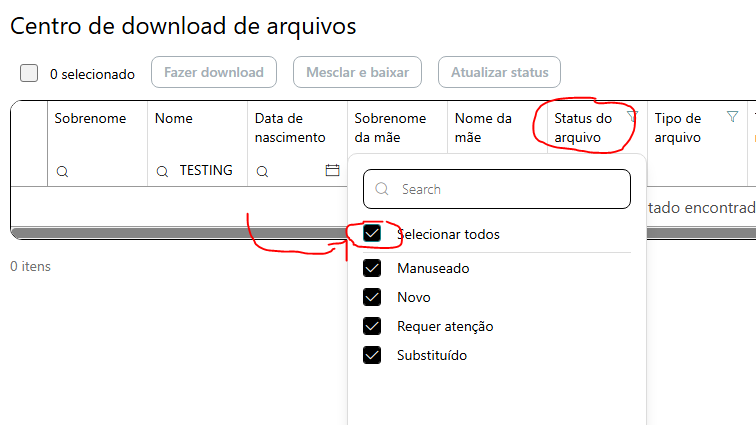 Centro de download de arquivos
0 selecionado Fazer download Mesclar e baixar Atualizar status
Sobrenome Nome Data de nascimento Sobrenome da mãe Nome da mãe Status do arquivo Tipo de arquivo
TESTING
Search
tado encontrad
Selecionar todos
0 itens
Manuseado
Novo
Requer atenção
Substituído